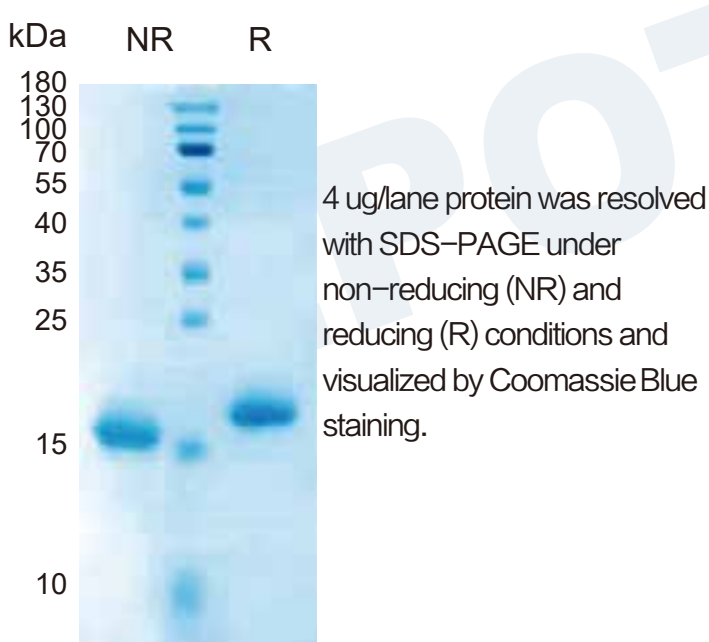 kDa NR R
180
130
100
70
55
40
35
25
15
10
4 ug/lane protein was resolved
with SDS-PAGE under
non-reducing (NR) and
reducing (R) conditions and
visualized by Coomassie Blue
staining.